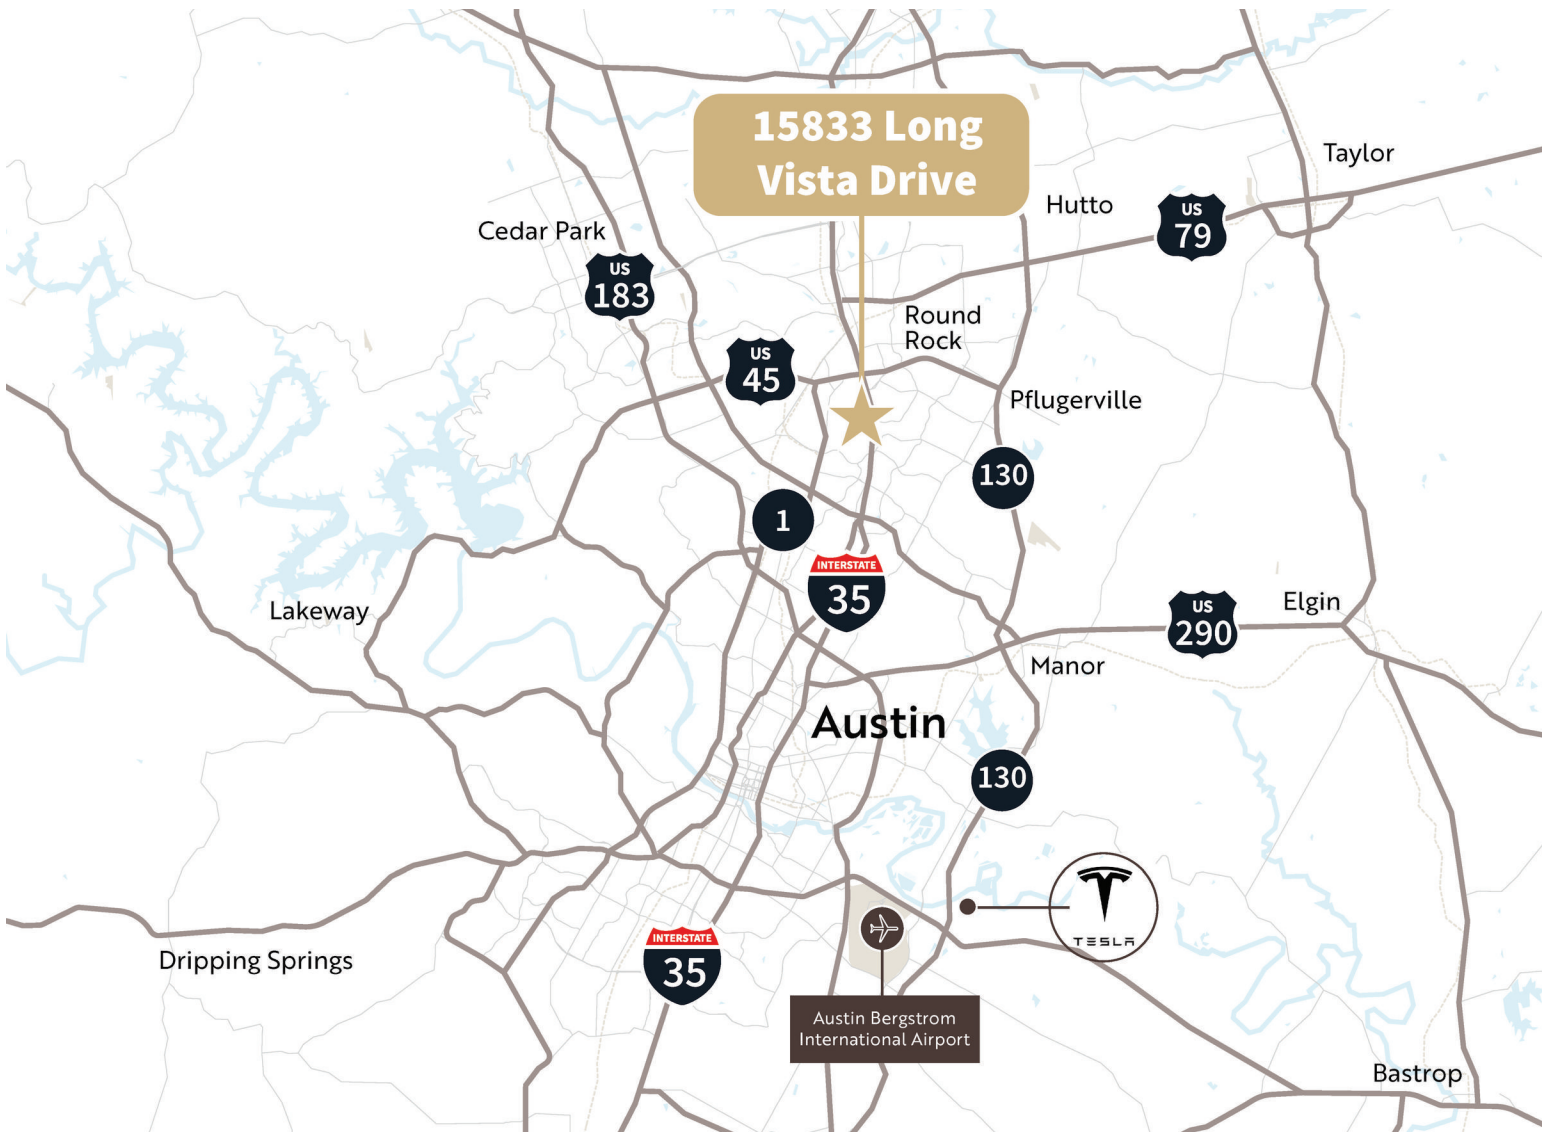 15833 Long
Vista Drive
Taylor
Hutto
US
79
Cedar Park
US
183
Round
Rock
US
45
Pflugerville
130
1
INTERSTATE
35
Lakeway
Elgin
US
290
Manor
Austin
130
TESLA
INTERSTATE
35
Dripping Springs
Austin Bergstrom
International Airport
Bastrop